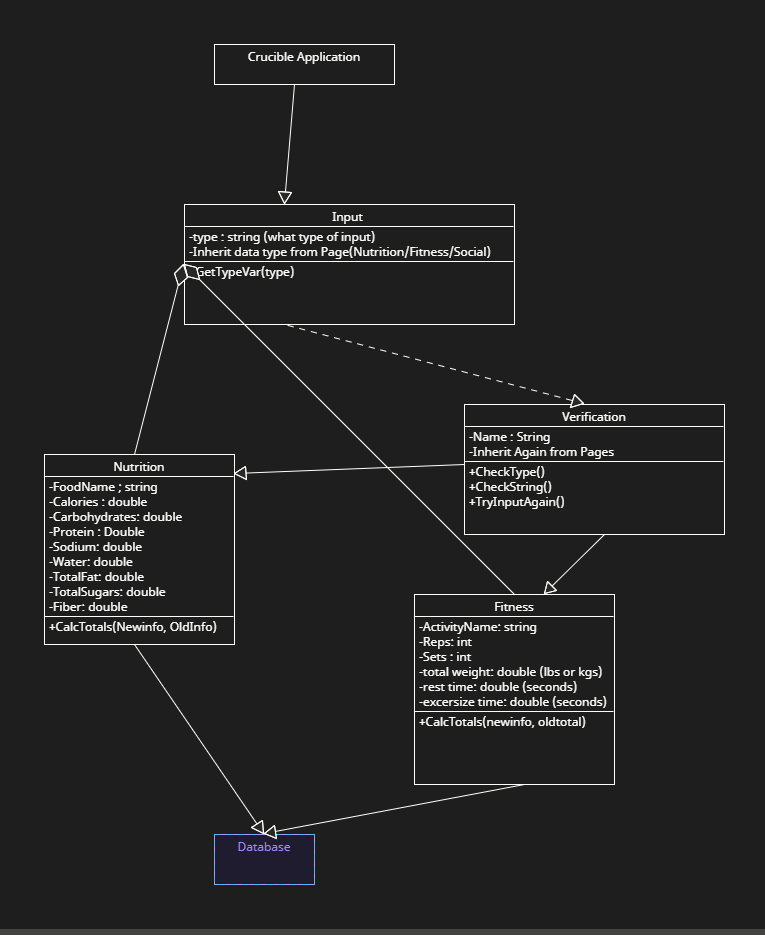 Crucible Application
Input
-type : string (what type of input)
-Inherit data type from Page(Nutrition/Fitness/Social)
GetTypeVar(type)
Verification
-Name : String
-Inherit Again from Pages
+CheckType()
+CheckString()
+TryInputAgain()
Nutrition
-FoodName ; string
-Calories : double
-Carbohydrates: double
-Protein : Double
-Sodium: double
-Water: double
-TotalFat: double
-TotalSugars: double
-Fiber: double
+CalcTotals(Newinfo, OldInfo)
Fitness
-ActivityName: string
-Reps: int
-Sets : int
-total weight: double (lbs or kgs)
-rest time: double (seconds)
-excersize time: double (seconds)
+CalcTotals(newinfo, oldtotal)
Database